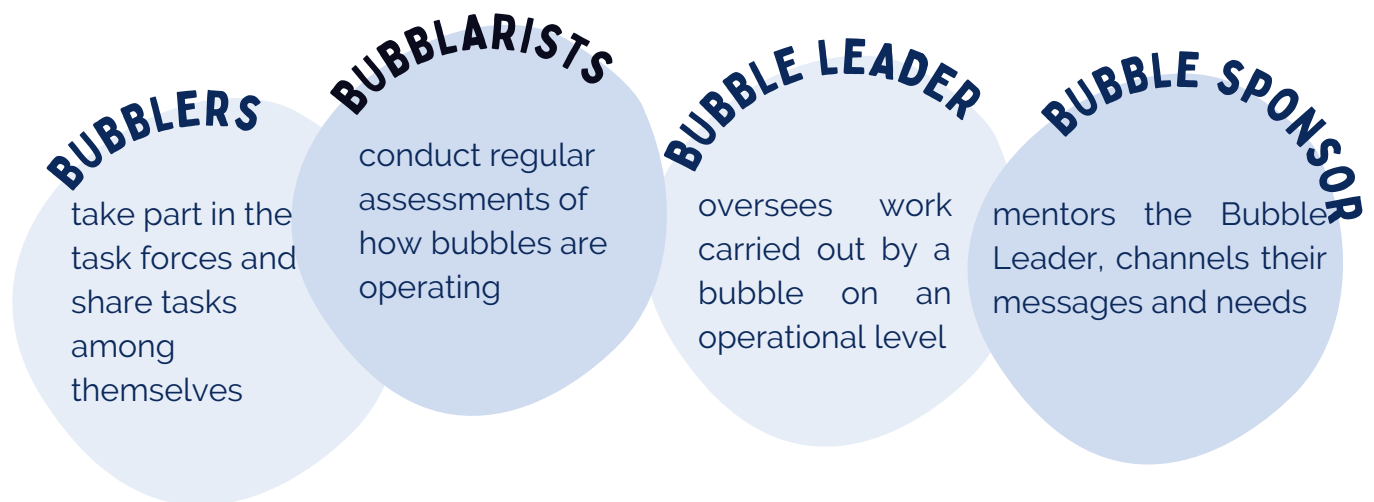 BUBBLERS
take part in the
task forces and
share tasks
among
themselves
BUBBLARISTS
conduct regular
assessments of
how bubbles are
operating
BUBBLE LEADER
oversees work
carried out by a
bubble on an
operational level
BUBBLE SPONSOR
mentors the Bubble
Leader, channels their
messages and needs